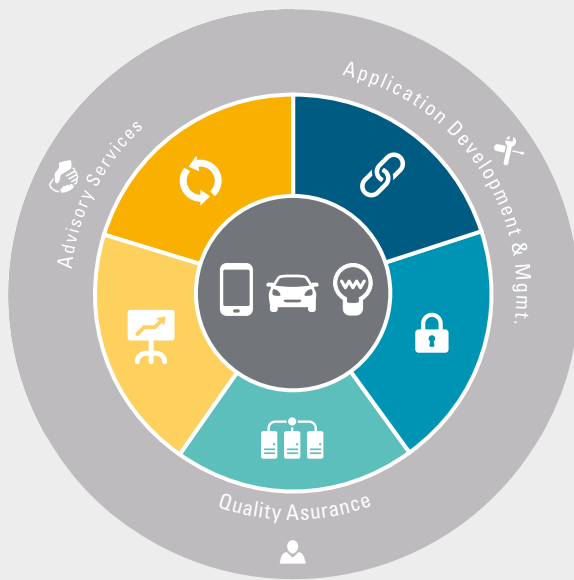 Advisory Services
Application Development & Mgmt.
Quality Asurance